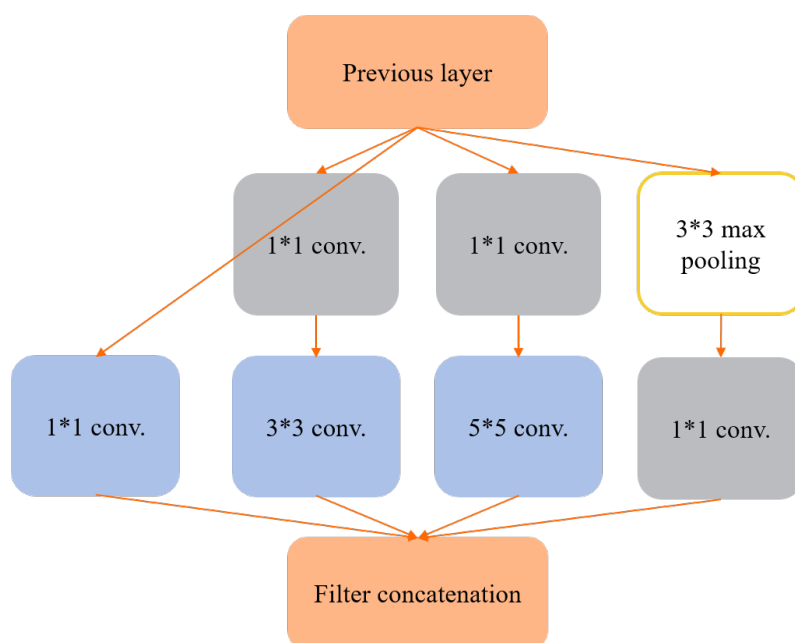 Previous layer
1*1 conv.
1*1 conv.
3*3 max
pooling
1*1 conv.
3*3 conv.
5*5 conv.
1*1 conv.
Filter concatenation